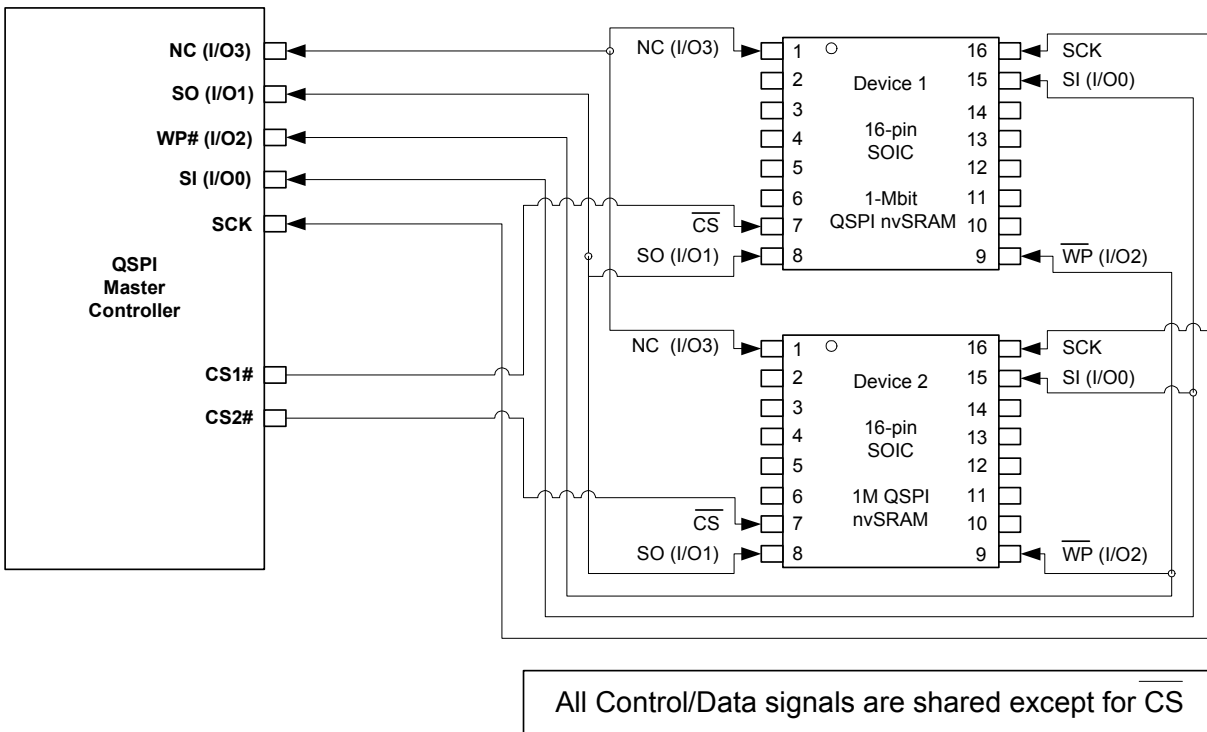 NC (I/O3)
SO (I/O1)
WP# (I/O2)
SI (I/O0)
SCK
QSPI
Master
Controller
CS1#
CS2#
NC (I/O3)
CS
SO (I/O1)
1
2
3
4
5
6
7
8
Device 1
16-pin
SOIC
1-Mbit
QSPI nvSRAM
16
15
14
13
12
11
10
9
SCK
SI (I/O0)
WP (I/O2)
NC (I/O3)
CS
SO (I/O1)
1
2
3
4
5
6
7
8
Device 2
16-pin
SOIC
1M QSPI
nvSRAM
16
15
14
13
12
11
10
9
SCK
SI (I/O0)
WP (I/O2)
All Control/Data signals are shared except for CS